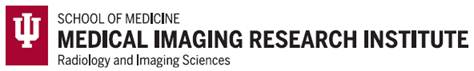 SCHOOL OF MEDICINE
MEDICAL IMAGING RESEARCH INSTITUTE
Radiology and Imaging Sciences